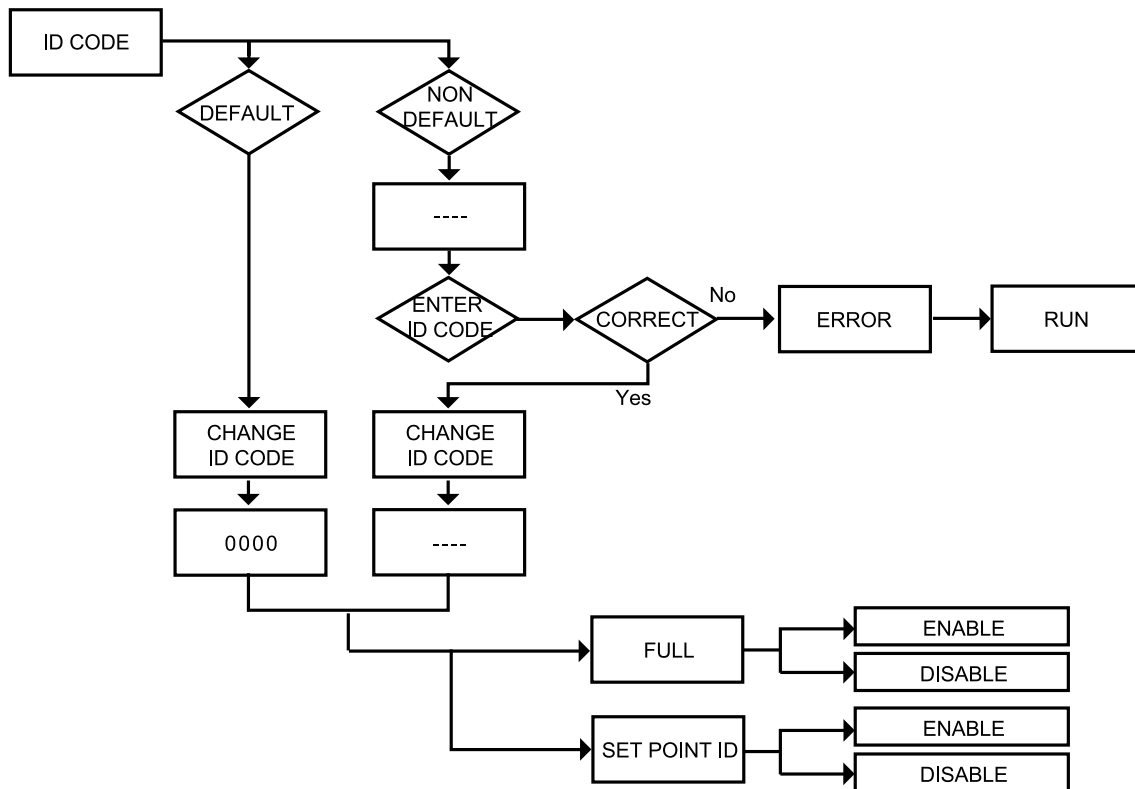 ID CODE
DEFAULT
NON
DEFAULT
----
ENTER
ID CODE
CORRECT
No
ERROR
RUN
Yes
CHANGE
ID CODE
CHANGE
ID CODE
0000
----
FULL
ENABLE
DISABLE
SET POINT ID
ENABLE
DISABLE